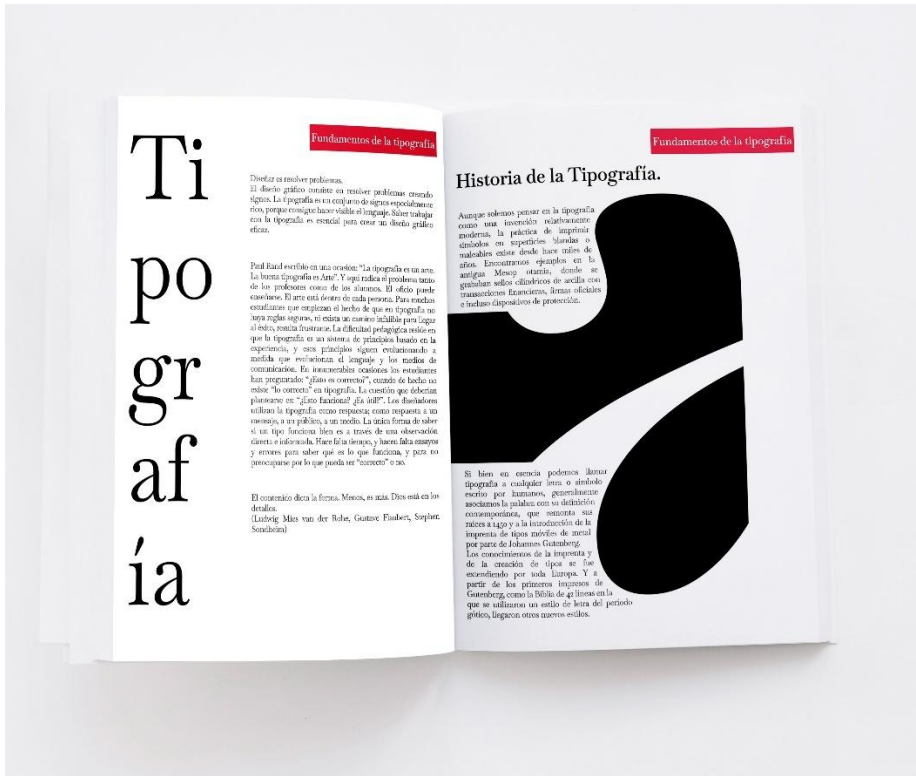 Ti
po
gr
af
ía
Fundamentos de la tipografía
Diseñar es resolver problemas.
El diseño gráfico consiste en resolver problemas creando
signos. La tipografía es un conjunto de signos especialmente
rico, porque consigue hacer visible el lenguaje. Saber trabajar
con la tipografía es esencial para crear un diseño gráfico
eficaz.
Paul Rand escribió en una ocasión: “La tipografía es un arte.
La buena tipografía es Arte”. Y aquí radica el problema tanto
de los profesores como de los alumnos. El oficio puede
enseñarse. El arte está dentro de cada persona. Para muchos
estudiantes que empiezan el hecho de que en tipografía no
haya reglas seguras, ni exista un camino infalible para llegar
al éxito, resulta frustrante. La dificultad pedagógica reside en
que la tipografía es un sistema de principios basado en la
experiencia, y esos principios siguen evolucionando a
medida que evolucionan el lenguaje y los medios de
comunicación. En innumerables ocasiones los estudiantes
han preguntado: “¿Esto es correcto?”, cuando de hecho no
existe “lo correcto” en tipografía. La cuestión que deberían
plantearse es: “¿Esto funciona? ¿Es útil?”. Los diseñadores
utilizan la tipografía como respuesta; como respuesta a un
mensaje, a un público, a un medio. La única forma de saber
si un tipo funciona bien es a través de una observación
directa e informada. Hace falta tiempo, y hacen falta ensayos
y errores para saber qué es lo que funciona, y para no
preocuparse por lo que pueda ser “correcto” o no.
El contenido dicta la forma. Menos, es más. Dios está en los
detalles.
(Ludwig Mies van der Rohe, Gustave Flaubert, Stephen
Sondheim)
Fundamentos de la tipografía
Historia de la Tipografía.
Aunque solemos pensar en la tipografía
como una invención relativamente
moderna, la práctica de imprimir
símbolos en superficies blandas o
maleables existe desde hace miles de
años. Encontramos ejemplos en la
antigua Mesop otamia, donde se
grababan sellos cilíndricos de arcilla con
transacciones financieras, firmas oficiales
e incluso dispositivos de protección.
a
Si bien en esencia podemos llamar
tipografía a cualquier letra o símbolo
escrito por humanos, generalmente
asociamos la palabra con su definición
contemporánea, que remonta sus
raíces a 1450 y a la introducción de la
imprenta de tipos móviles de metal
por parte de Johannes Gutenberg.
Los conocimientos de la imprenta y
de la creación de tipos se fue
extendiendo por toda Europa. Y a
partir de los primeros impresos de
Gutenberg, como la Biblia de 42 líneas en la
que se utilizaron un estilo de letra del periodo
gótico, llegaron otros nuevos estilos.